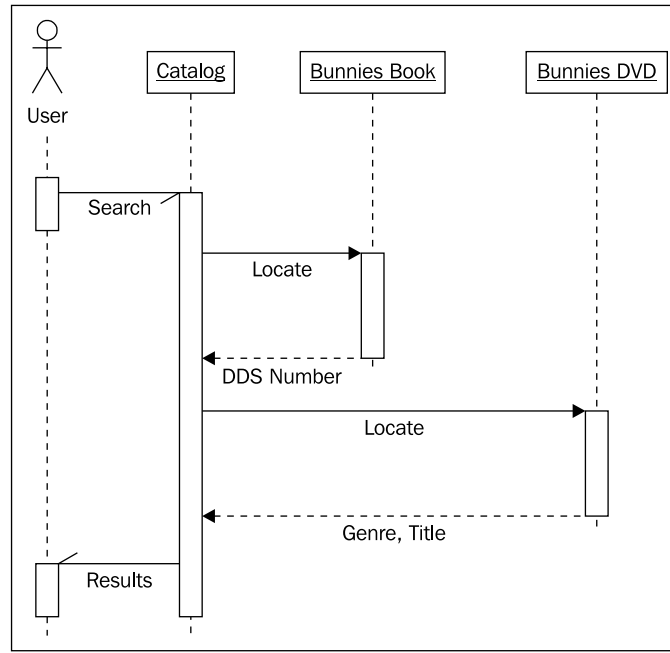 User
Catalog
Bunnies Book
Bunnies DVD
Search
Locate
DDS Number
Locate
Genre, Title
Results